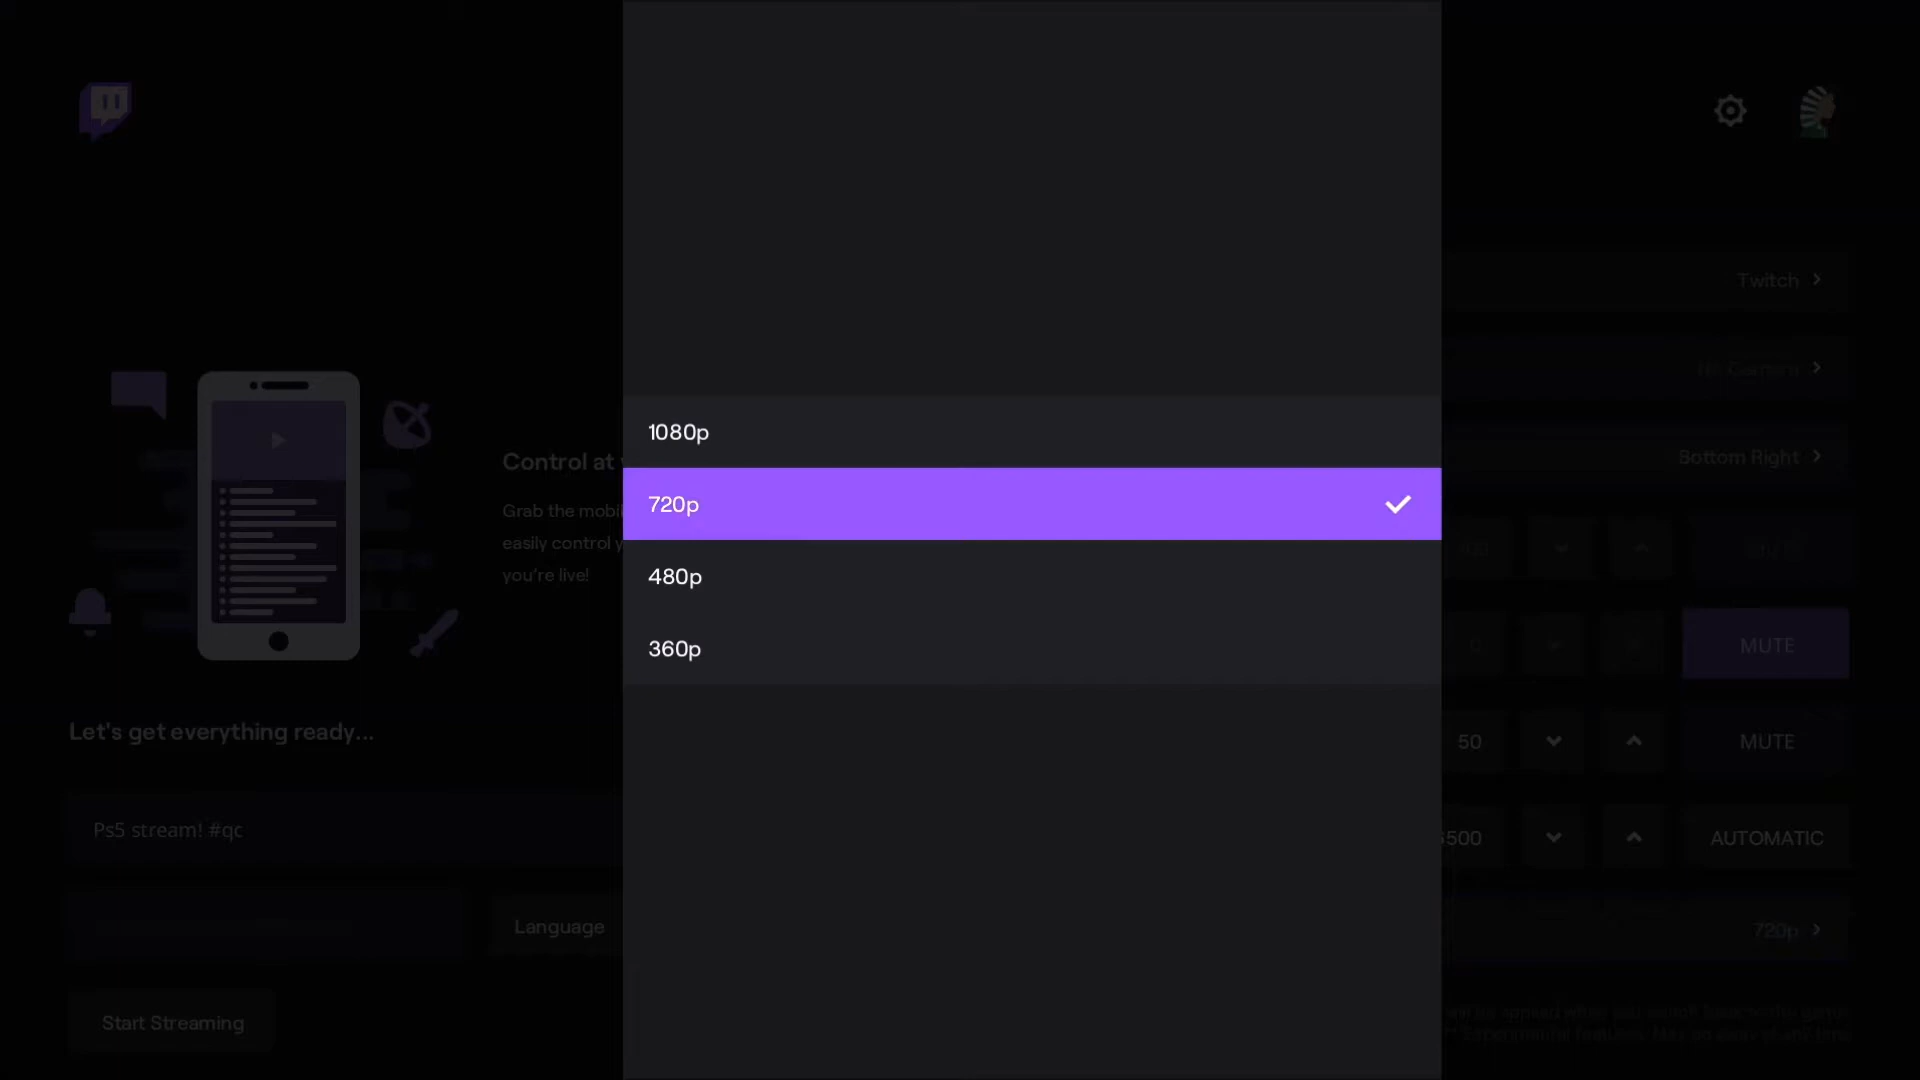 Twitch
Bottom Right
Control at
Grab the mobi
easily control y
you're live!
1080p
720p
480p
360p
MUTE
50
MUTE
6500
AUTOMATIC
720p
Let's get everything ready...
Ps5 stream! #qc
Language
Start Streaming